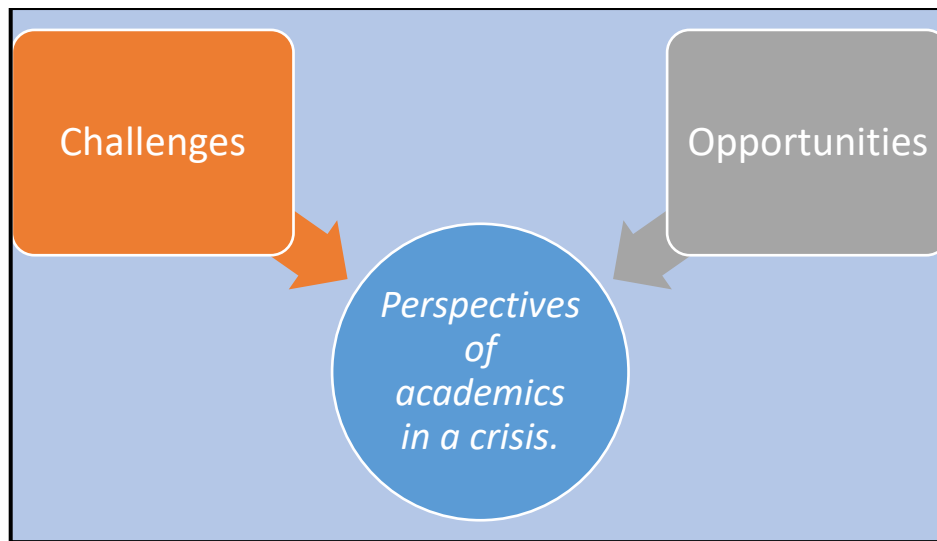 Challenges
Opportunities
Perspectives
of
academics
in a crisis.